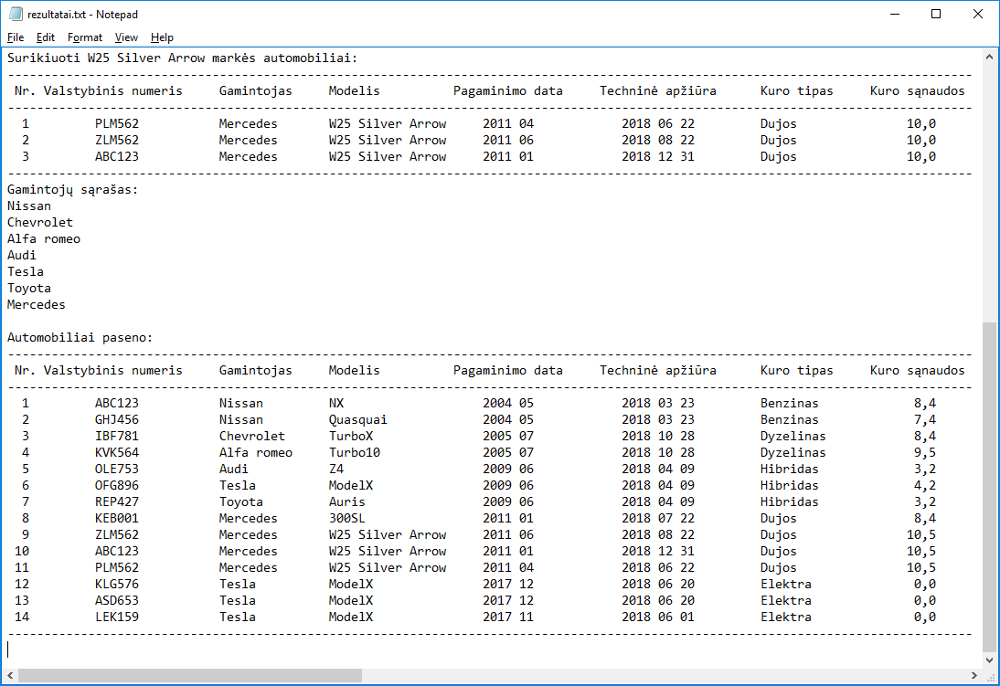 rezultatai.txt - Notepad
File Edit Format View Help
Surikiuoti W25 Silver Arrow markės automobiliai:
------------------------------------------------------------------------------------------------------------------------------------
Nr. Valstybinis numeris Gamintojas Modelis Pagaminimo data Techninė apžiūra Kuro tipas Kuro sąnaudos
------------------------------------------------------------------------------------------------------------------------------------
1 PLM562 Mercedes W25 Silver Arrow 2011 04 2018 06 22 Dujos 10,0
2 ZLM562 Mercedes W25 Silver Arrow 2011 06 2018 08 22 Dujos 10,0
3 ABC123 Mercedes W25 Silver Arrow 2011 01 2018 12 31 Dujos 10,0
------------------------------------------------------------------------------------------------------------------------------------
Gamintojų sąrašas:
Nissan
Chevrolet
Alfa romeo
Audi
Tesla
Toyota
Mercedes
Automobiliai paseno:
------------------------------------------------------------------------------------------------------------------------------------
Nr. Valstybinis numeris Gamintojas Modelis Pagaminimo data Techninė apžiūra Kuro tipas Kuro sąnaudos
------------------------------------------------------------------------------------------------------------------------------------
1 ABC123 Nissan NX 2004 05 2018 03 23 Benzinas 8,4
2 GHJ456 Nissan Quasquai 2004 05 2018 03 23 Benzinas 7,4
3 IBF781 Chevrolet TurboX 2005 07 2018 10 28 Dyzelinas 8,4
4 KVK564 Alfa romeo Turbo10 2005 07 2018 10 28 Dyzelinas 9,5
5 OLE753 Audi Z4 2009 06 2018 04 09 Hibridas 3,2
6 OFG896 Tesla ModelX 2009 06 2018 04 09 Hibridas 4,2
7 REP427 Toyota Auris 2009 06 2018 04 09 Hibridas 3,2
8 KEB001 Mercedes 300SL 2011 01 2018 07 22 Dujos 8,4
9 ZLM562 Mercedes W25 Silver Arrow 2011 06 2018 08 22 Dujos 10,5
10 ABC123 Mercedes W25 Silver Arrow 2011 01 2018 12 31 Dujos 10,5
11 PLM562 Mercedes W25 Silver Arrow 2011 04 2018 06 22 Dujos 10,5
12 KLG576 Tesla ModelX 2017 12 2018 06 20 Elektra 0,0
13 ASD653 Tesla ModelX 2017 12 2018 06 20 Elektra 0,0
14 LEK159 Tesla ModelX 2017 11 2018 06 01 Elektra 0,0
------------------------------------------------------------------------------------------------------------------------------------